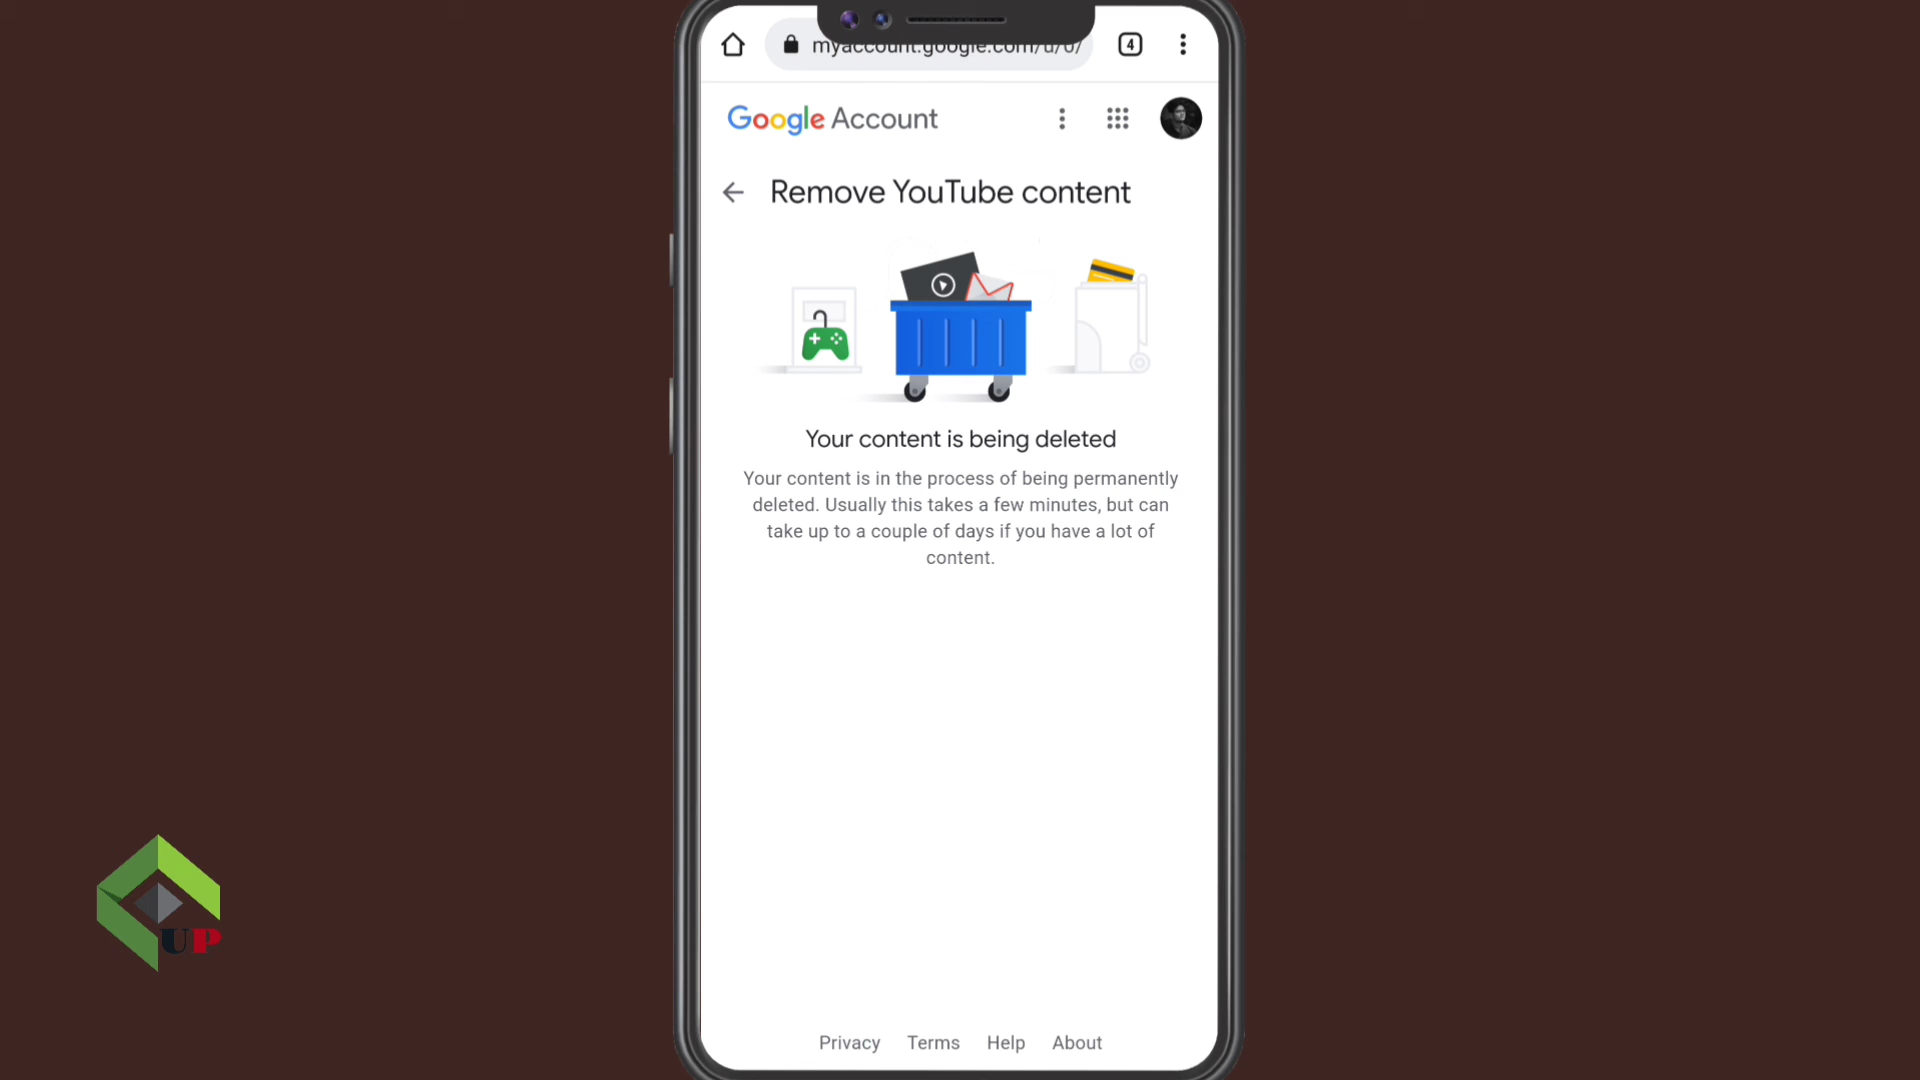 myaccount.google.com/u/0/
4
Google Account
Remove YouTube content
Your content is being deleted
Your content is in the process of being permanently
deleted. Usually this takes a few minutes, but can
take up to a couple of days if you have a lot of
content.
UP
Privacy Terms Help About